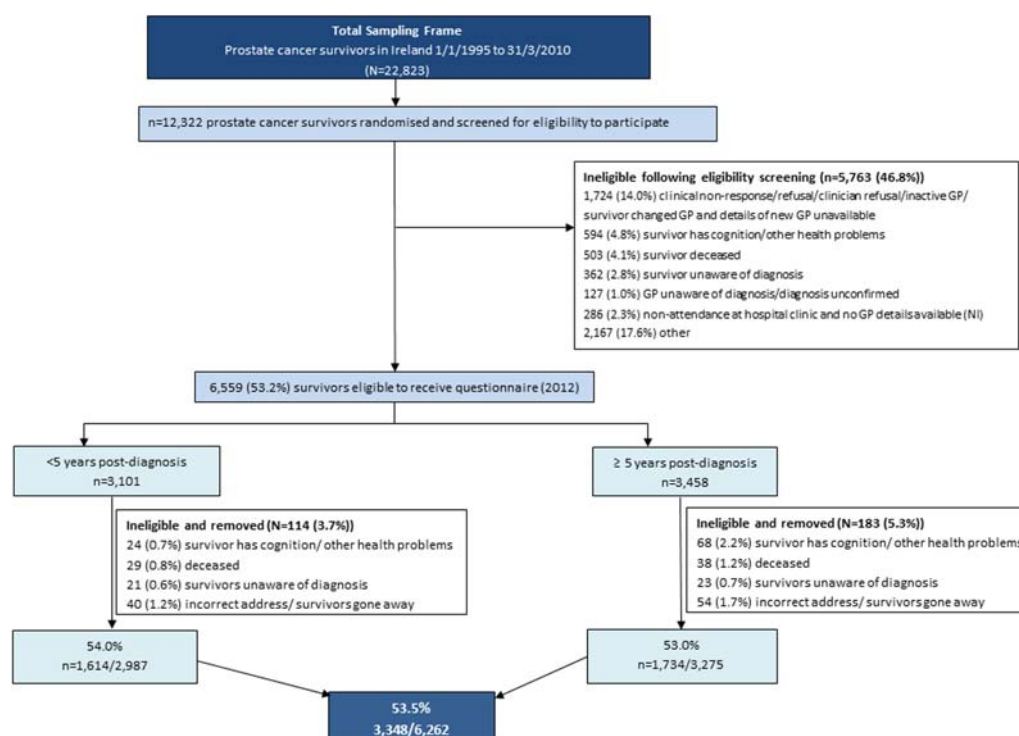 Total Sampling Frame
Prostate cancer survivors in Ireland 1/1/1995 to 31/3/2010
(N=22,823)
n=12,322 prostate cancer survivors randomised and screened for eligibility to participate
Ineligible following eligibility screening (n=5,763 (46.8%))
1,724 (14.0%) clinical non-response/refusal/clinician refusal/inactive GP/
survivor changed GP and details of new GP unavailable
594 (4.8%) survivor has cognition/other health problems
503 (4.1%) survivor deceased
362 (2.8%) survivor unaware of diagnosis
127 (1.0%) GP unaware of diagnosis/diagnosis unconfirmed
286 (2.3%) non-attendance at hospital clinic and no GP details available (NI)
2,167 (17.6%) other
6,559 (53.2%) survivors eligible to receive questionnaire (2012)
<5 years post-diagnosis
n=3,101
≥ 5 years post-diagnosis
n=3,458
Ineligible and removed (N=114 (3.7%))
24 (0.7%) survivor has cognition/ other health problems
29 (0.8%) deceased
21 (0.6%) survivors unaware of diagnosis
40 (1.2%) incorrect address/ survivors gone away
Ineligible and removed (N=183 (5.3%))
68 (2.2%) survivor has cognition/ other health problems
38 (1.2%) deceased
23 (0.7%) survivors unaware of diagnosis
54 (1.7%) incorrect address/ survivors gone away
54.0%
n=1,614/2,987
53.0%
n=1,734/3,275
53.5%
3,348/6,262